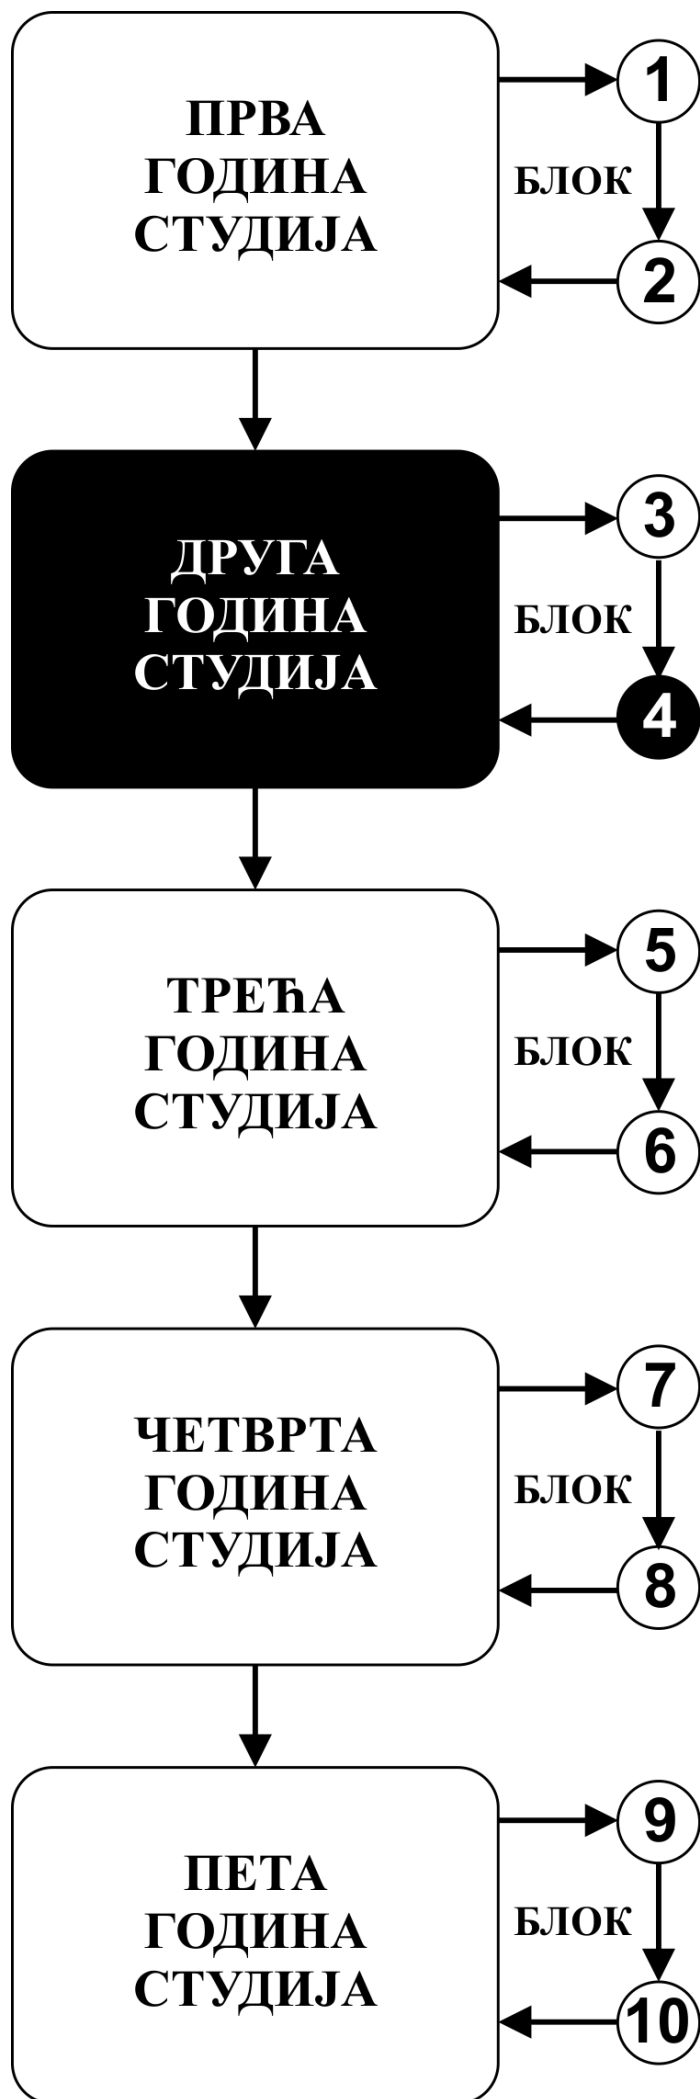 ПРВА
ГОДИНА
СТУДИЈА
1
БЛОК
2
ДРУГА
ГОДИНА
СТУДИЈА
3
БЛОК
4
ТРЕЋА
ГОДИНА
СТУДИЈА
5
БЛОК
6
ЧЕТВРТА
ГОДИНА
СТУДИЈА
7
БЛОК
8
ПЕТА
ГОДИНА
СТУДИЈА
9
БЛОК
10